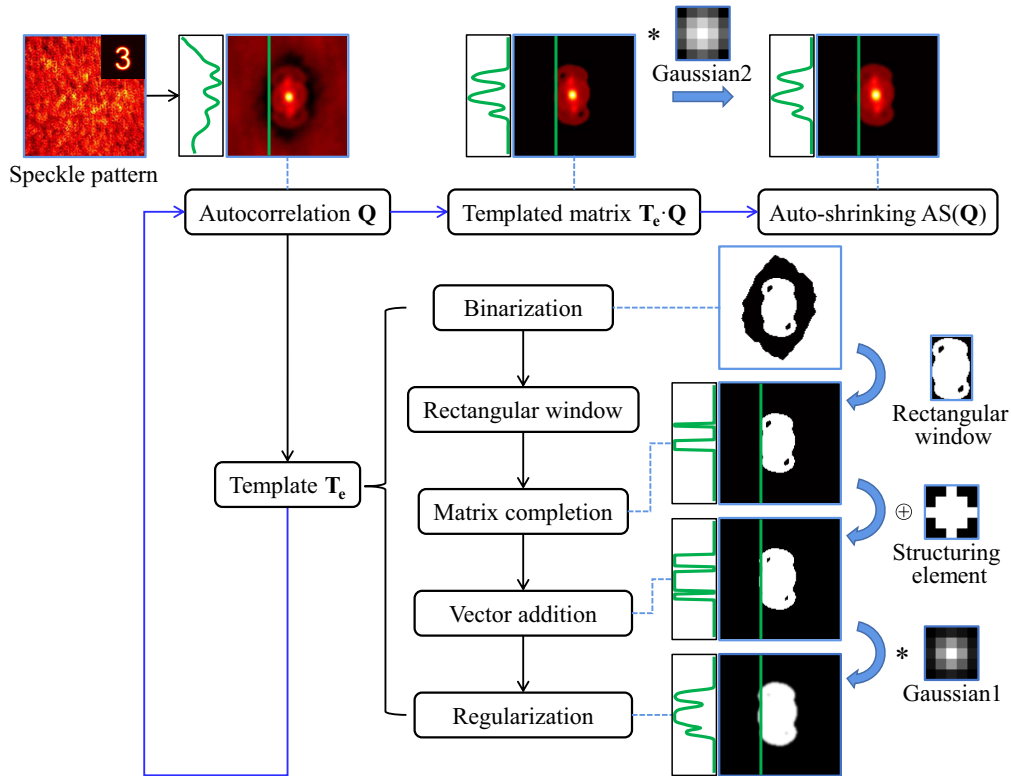 3
*
Gaussian2
Speckle pattern
Autocorrelation Q
Templated matrix Tₑ·Q
Auto-shrinking AS(Q)
Binarization
Rectangular window
Rectangular
window
Template Tₑ
Matrix completion
⊕
Structuring
element
Vector addition
*
Gaussian1
Regularization